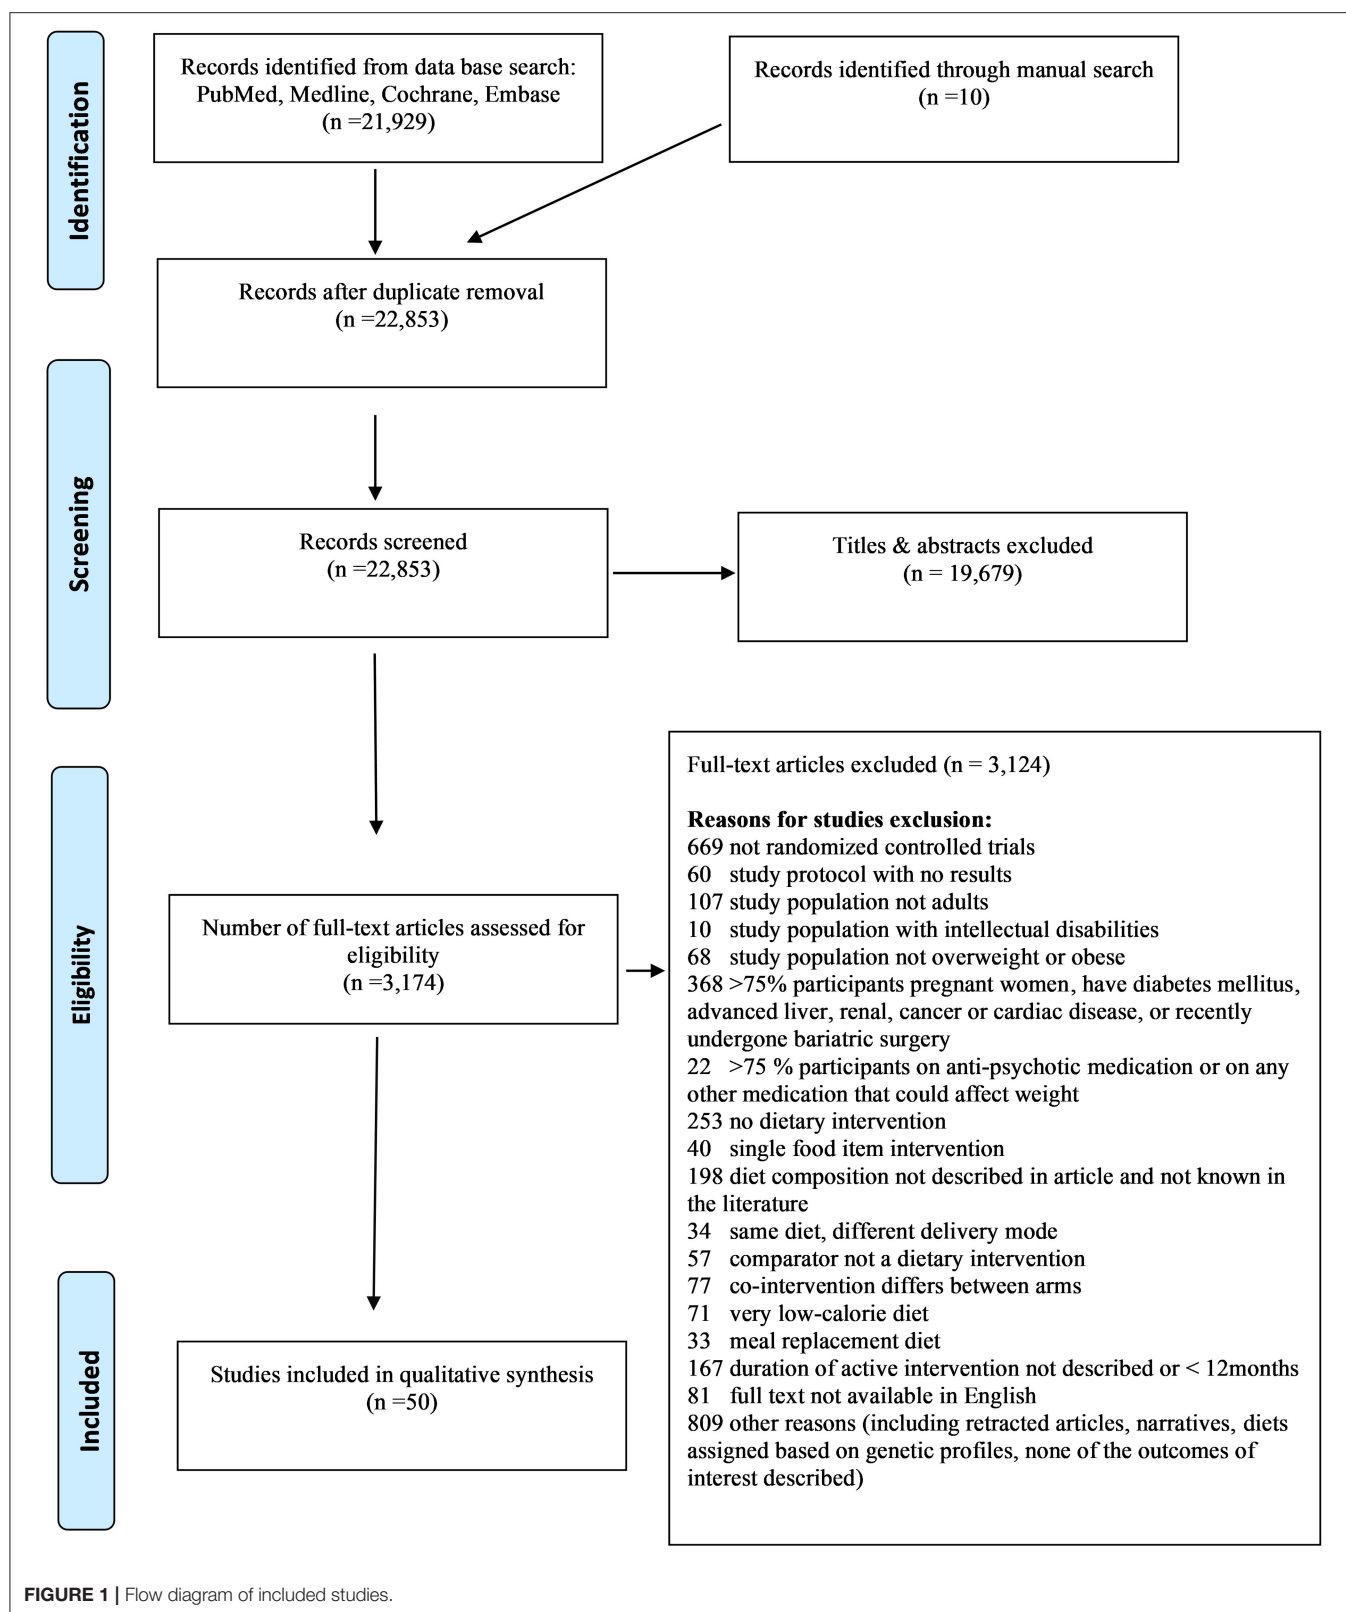 Identification
Records identified from data base search:
PubMed, Medline, Cochrane, Embase
(n =21,929)
Records identified through manual search
(n =10)
Records after duplicate removal
(n =22,853)
Screening
Records screened
(n =22,853)
Titles & abstracts excluded
(n = 19,679)
Eligibility
Number of full-text articles assessed for
eligibility
(n =3,174)
Full-text articles excluded (n = 3,124)
Reasons for studies exclusion:
669 not randomized controlled trials
60 study protocol with no results
107 study population not adults
10 study population with intellectual disabilities
68 study population not overweight or obese
368 >75% participants pregnant women, have diabetes mellitus,
advanced liver, renal, cancer or cardiac disease, or recently
undergone bariatric surgery
22 >75 % participants on anti-psychotic medication or on any
other medication that could affect weight
253 no dietary intervention
40 single food item intervention
198 diet composition not described in article and not known in
the literature
34 same diet, different delivery mode
57 comparator not a dietary intervention
77 co-intervention differs between arms
71 very low-calorie diet
33 meal replacement diet
167 duration of active intervention not described or < 12months
81 full text not available in English
809 other reasons (including retracted articles, narratives, diets
assigned based on genetic profiles, none of the outcomes of
interest described)
Included
Studies included in qualitative synthesis
(n =50)
FIGURE 1 | Flow diagram of included studies.